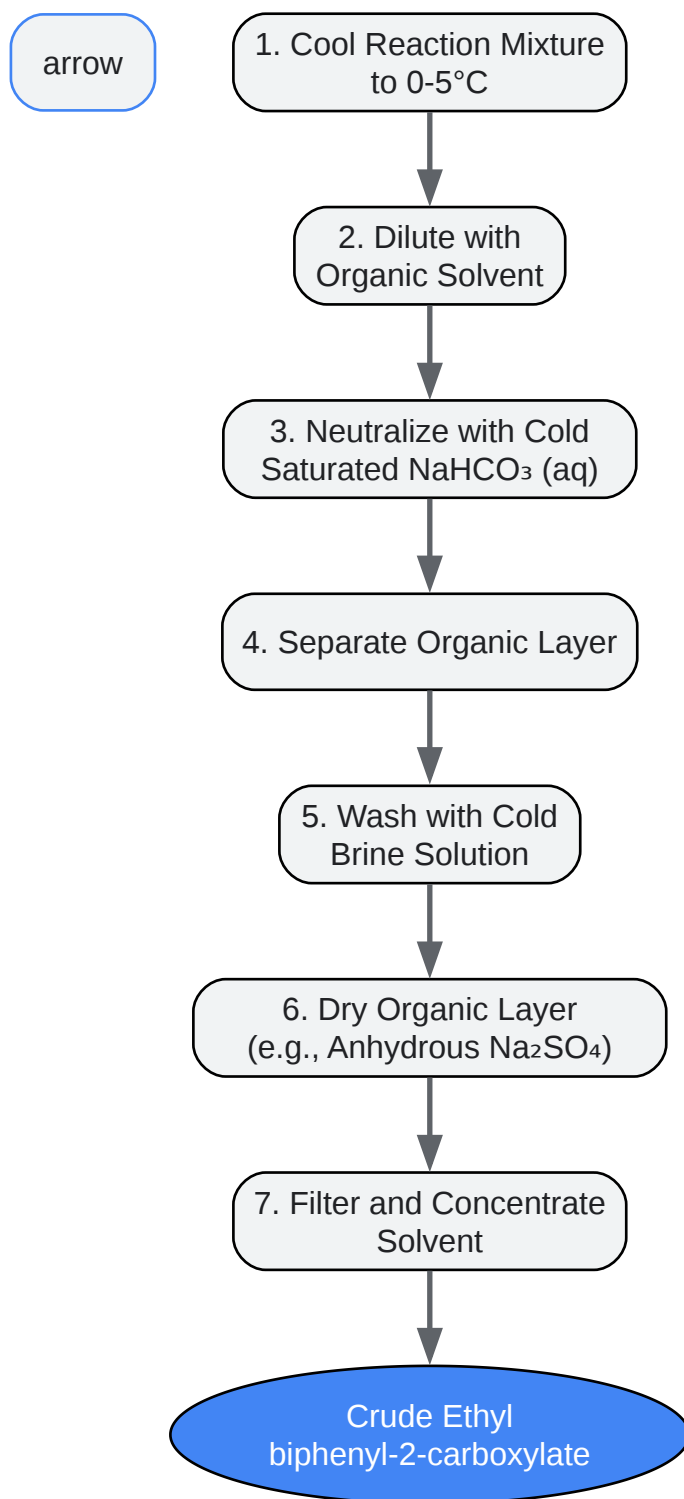 arrow
1. Cool Reaction Mixture
to 0-5°C
2. Dilute with
Organic Solvent
3. Neutralize with Cold
Saturated NaHCO₃ (aq)
4. Separate Organic Layer
5. Wash with Cold
Brine Solution
6. Dry Organic Layer
(e.g., Anhydrous Na₂SO₄)
7. Filter and Concentrate
Solvent
Crude Ethyl
biphenyl-2-carboxylate